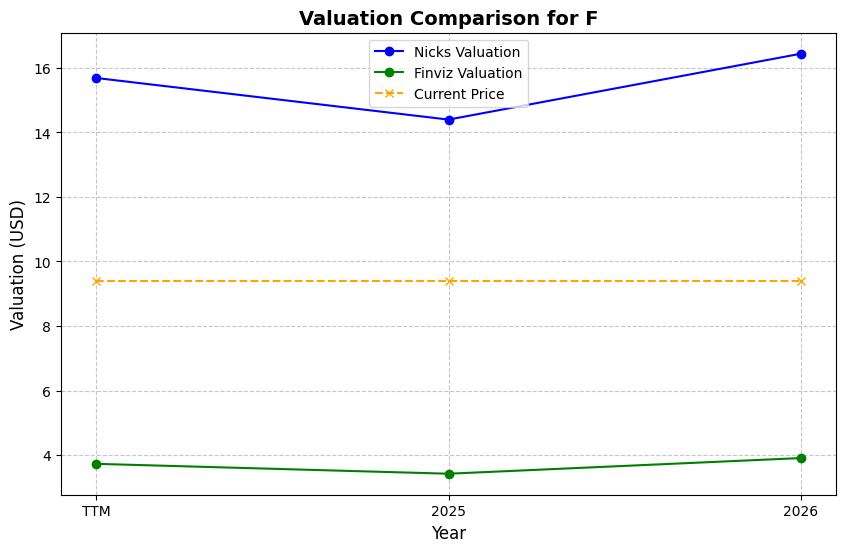 Valuation Comparison for F
Nicks Valuation
Finviz Valuation
Current Price
Valuation (USD)
16
14
12
10
8
6
4
TTM
2025
2026
Year